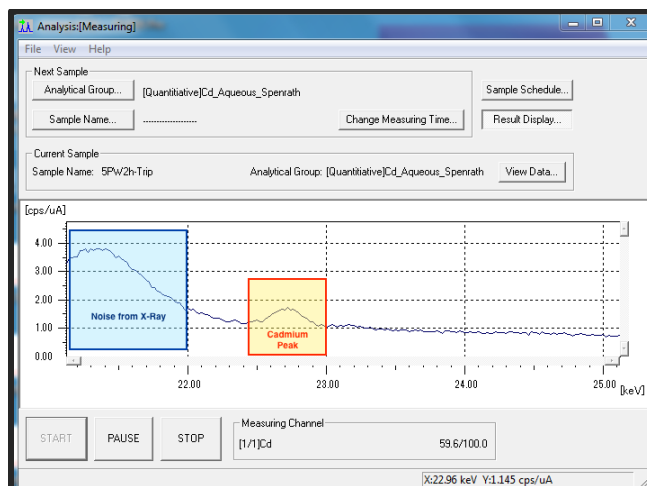 Analysis:[Measuring]
File View Help
Next Sample
Analytical Group... [Quantitiative]Cd_Aqueous_Spenrath Sample Schedule...
Sample Name... -------------------- Change Measuring Time... Result Display...
Current Sample
Sample Name: 5PW2h-Trip Analytical Group: [Quantitiative]Cd_Aqueous_Spenrath View Data...
[cps/uA]
4.00
3.00
2.00
1.00
0.00
Noise from X-Ray
Cadmium
Peak
22.00 23.00 24.00 25.00 [keV]
START PAUSE STOP
Measuring Channel
[1/1]Cd 59.6/100.0
X:22.96 keV Y:1.145 cps/uA